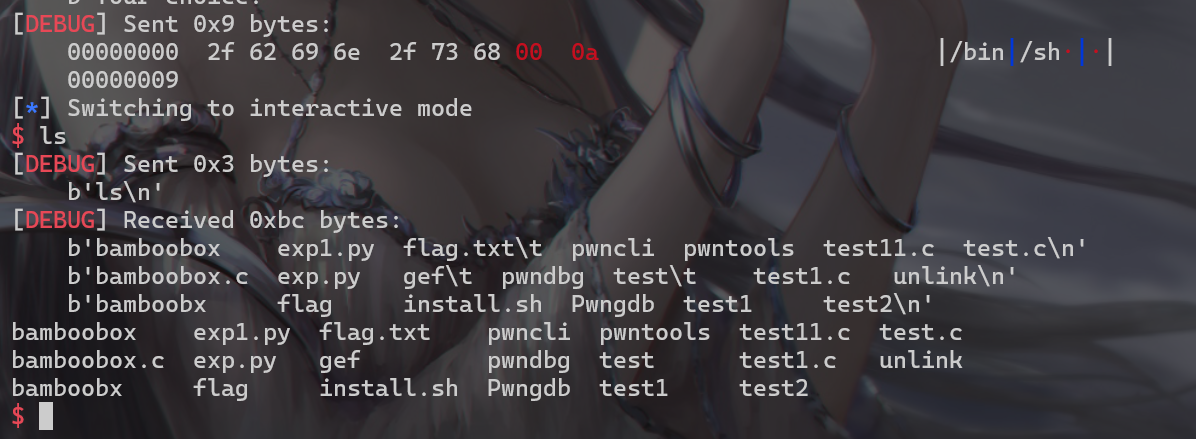 b'Your choice:'
[DEBUG] Sent 0x9 bytes:
    00000000  2f 62 69 6e  2f 73 68 00  0a                        |/bin|/sh·|·|
    00000009
[*] Switching to interactive mode
$ ls
[DEBUG] Sent 0x3 bytes:
    b'ls\n'
[DEBUG] Received 0xbc bytes:
    b'bamboobox    exp1.py  flag.txt\t  pwncli  pwntools  test11.c  test.c\n'
    b'bamboobox.c  exp.py   gef\t  pwndbg  test\t    test1.c   unlink\n'
    b'bamboobx     flag     install.sh  Pwngdb  test1     test2\n'
bamboobox    exp1.py  flag.txt    pwncli  pwntools  test11.c  test.c
bamboobox.c  exp.py   gef         pwndbg  test      test1.c   unlink
bamboobx     flag     install.sh  Pwngdb  test1     test2
$